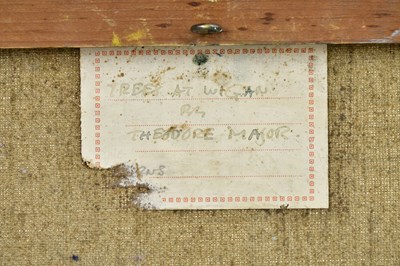 TREES AT WIGAN
By
THEODORE MAJOR